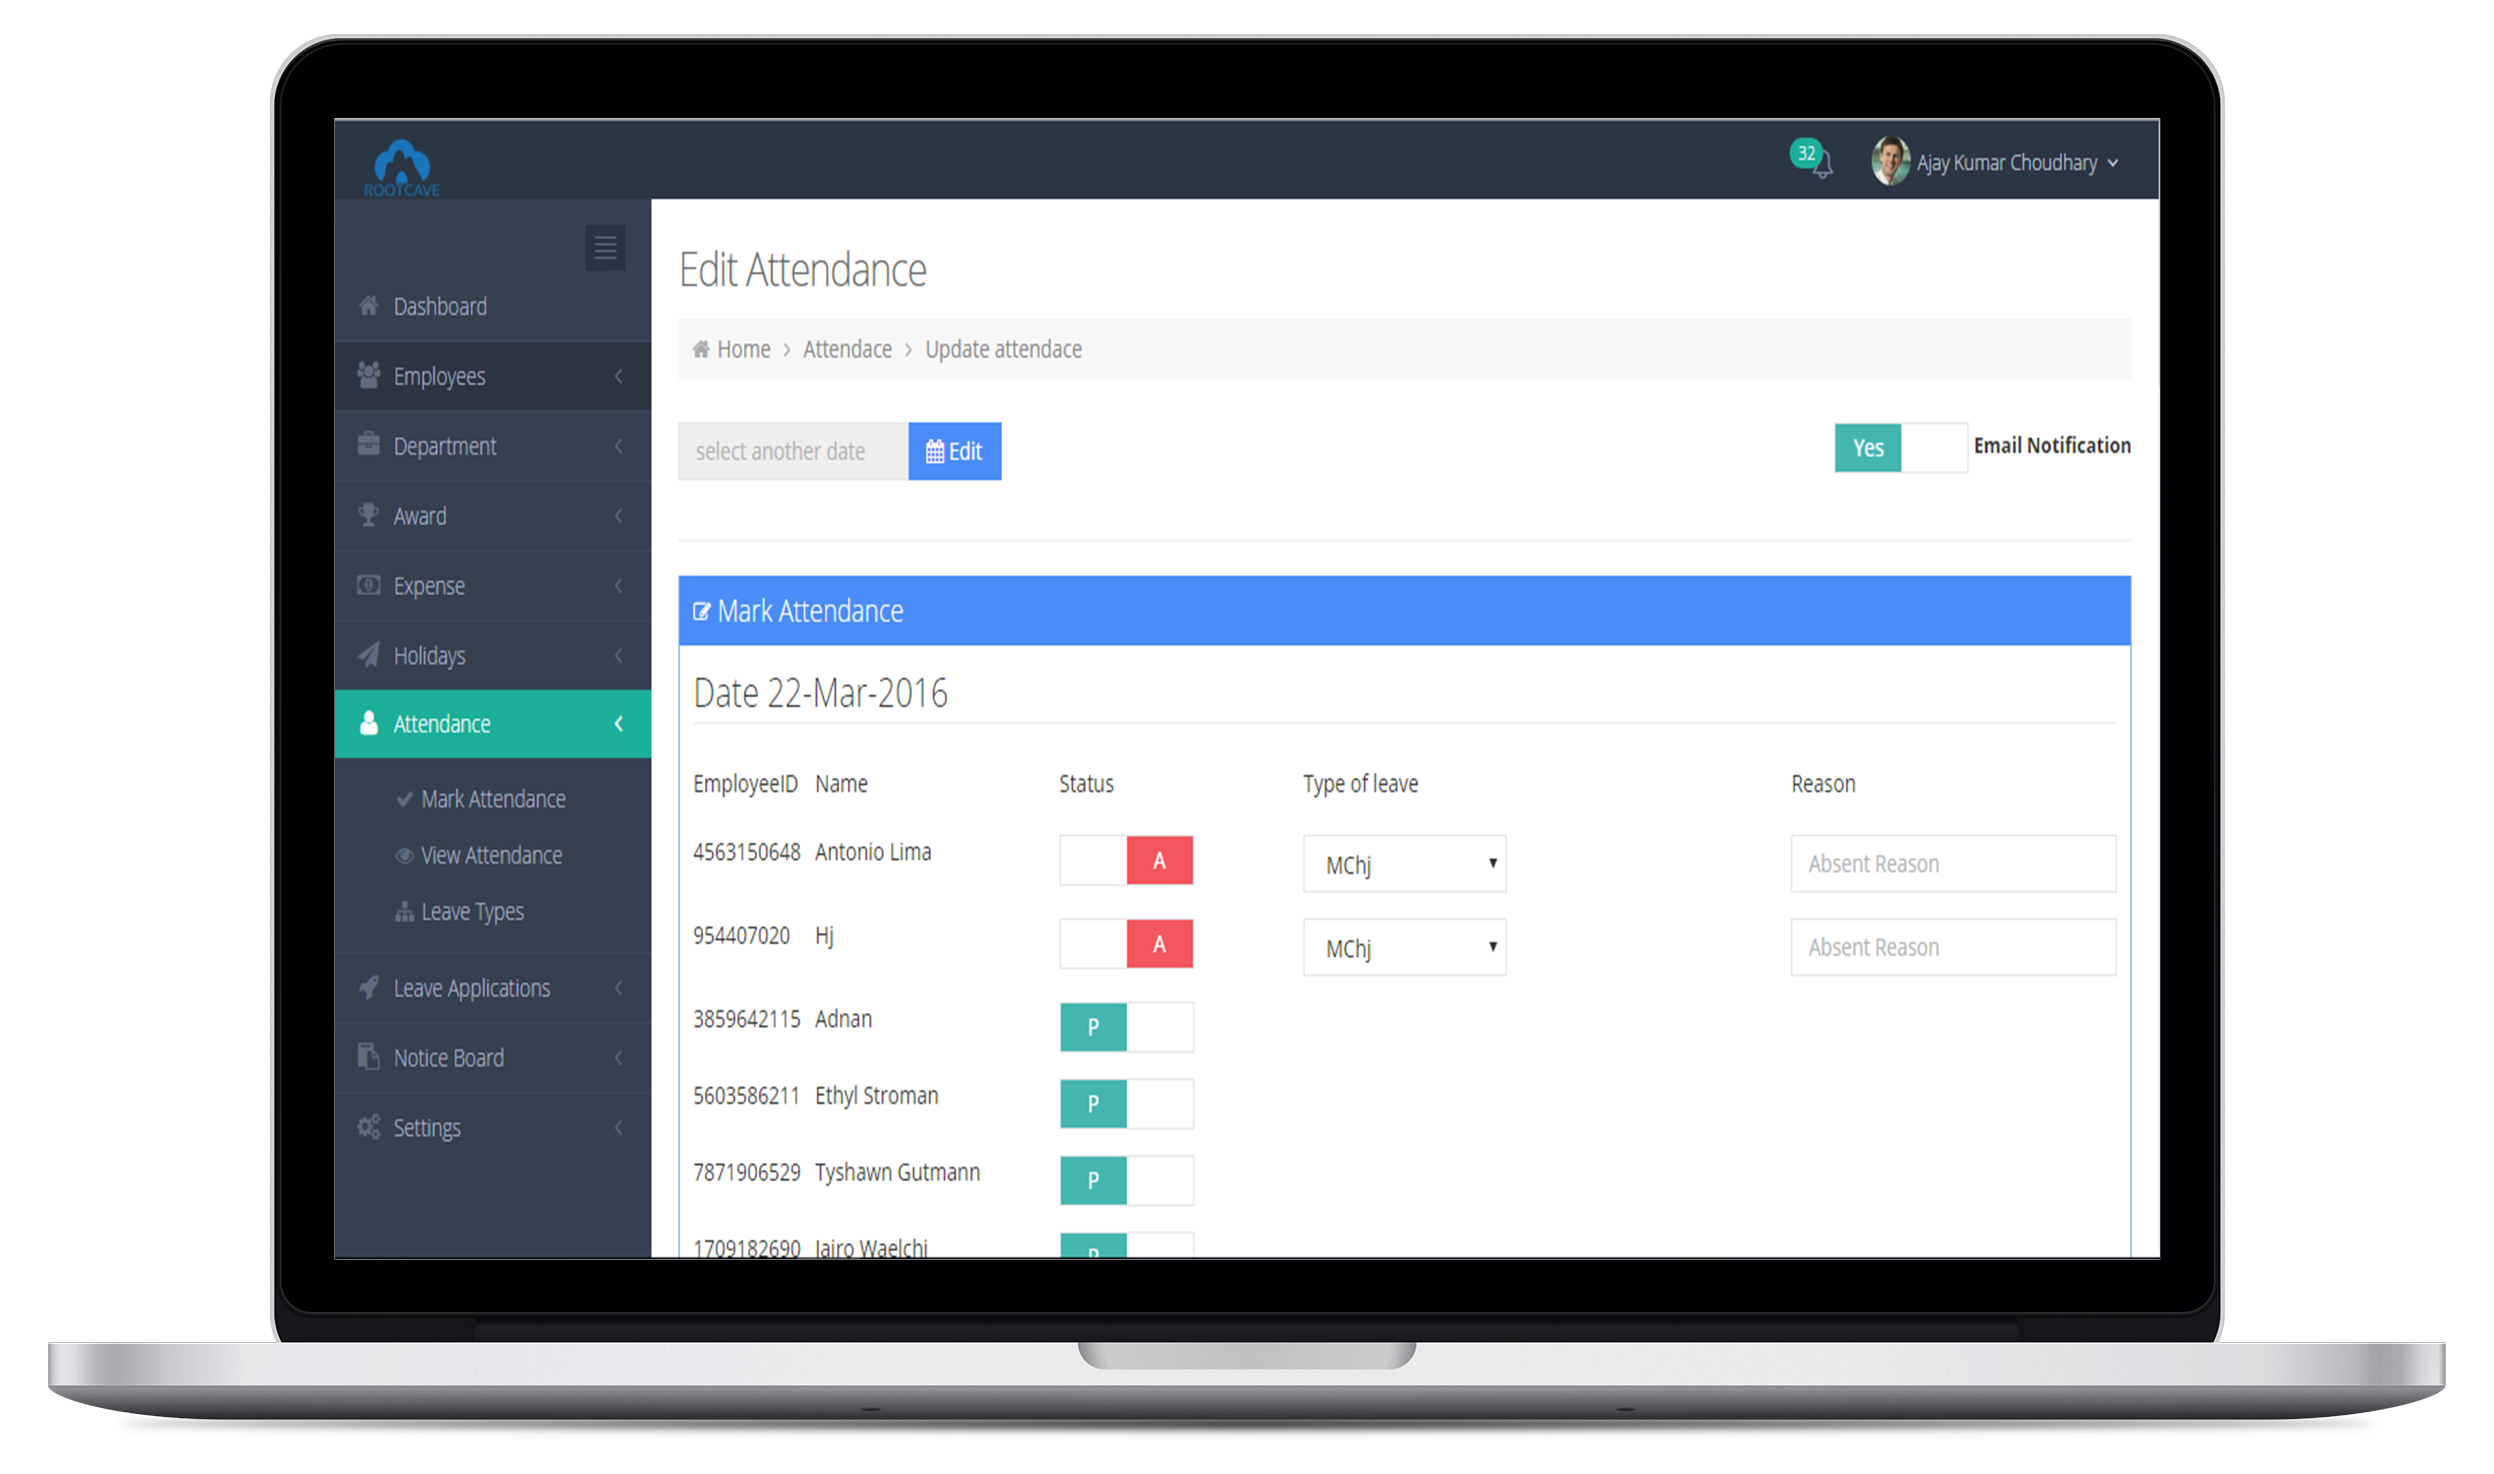 ROOTCAVE
32
Ajay Kumar Choudhary
Dashboard
Employees
Department
Award
Expense
Holidays
Attendance
Mark Attendance
View Attendance
Leave Types
Leave Applications
Notice Board
Settings
Edit Attendance
Home > Attendace > Update attendace
select another date Edit
Yes Email Notification
Mark Attendance
Date 22-Mar-2016
EmployeeID Name Status Type of leave Reason
4563150648 Antonio Lima A MChj Absent Reason
954407020 Hj A MChj Absent Reason
3859642115 Adnan P
5603586211 Ethyl Stroman P
7871906529 Tyshawn Gutmann P
1709182690 Jairo Waelchi P